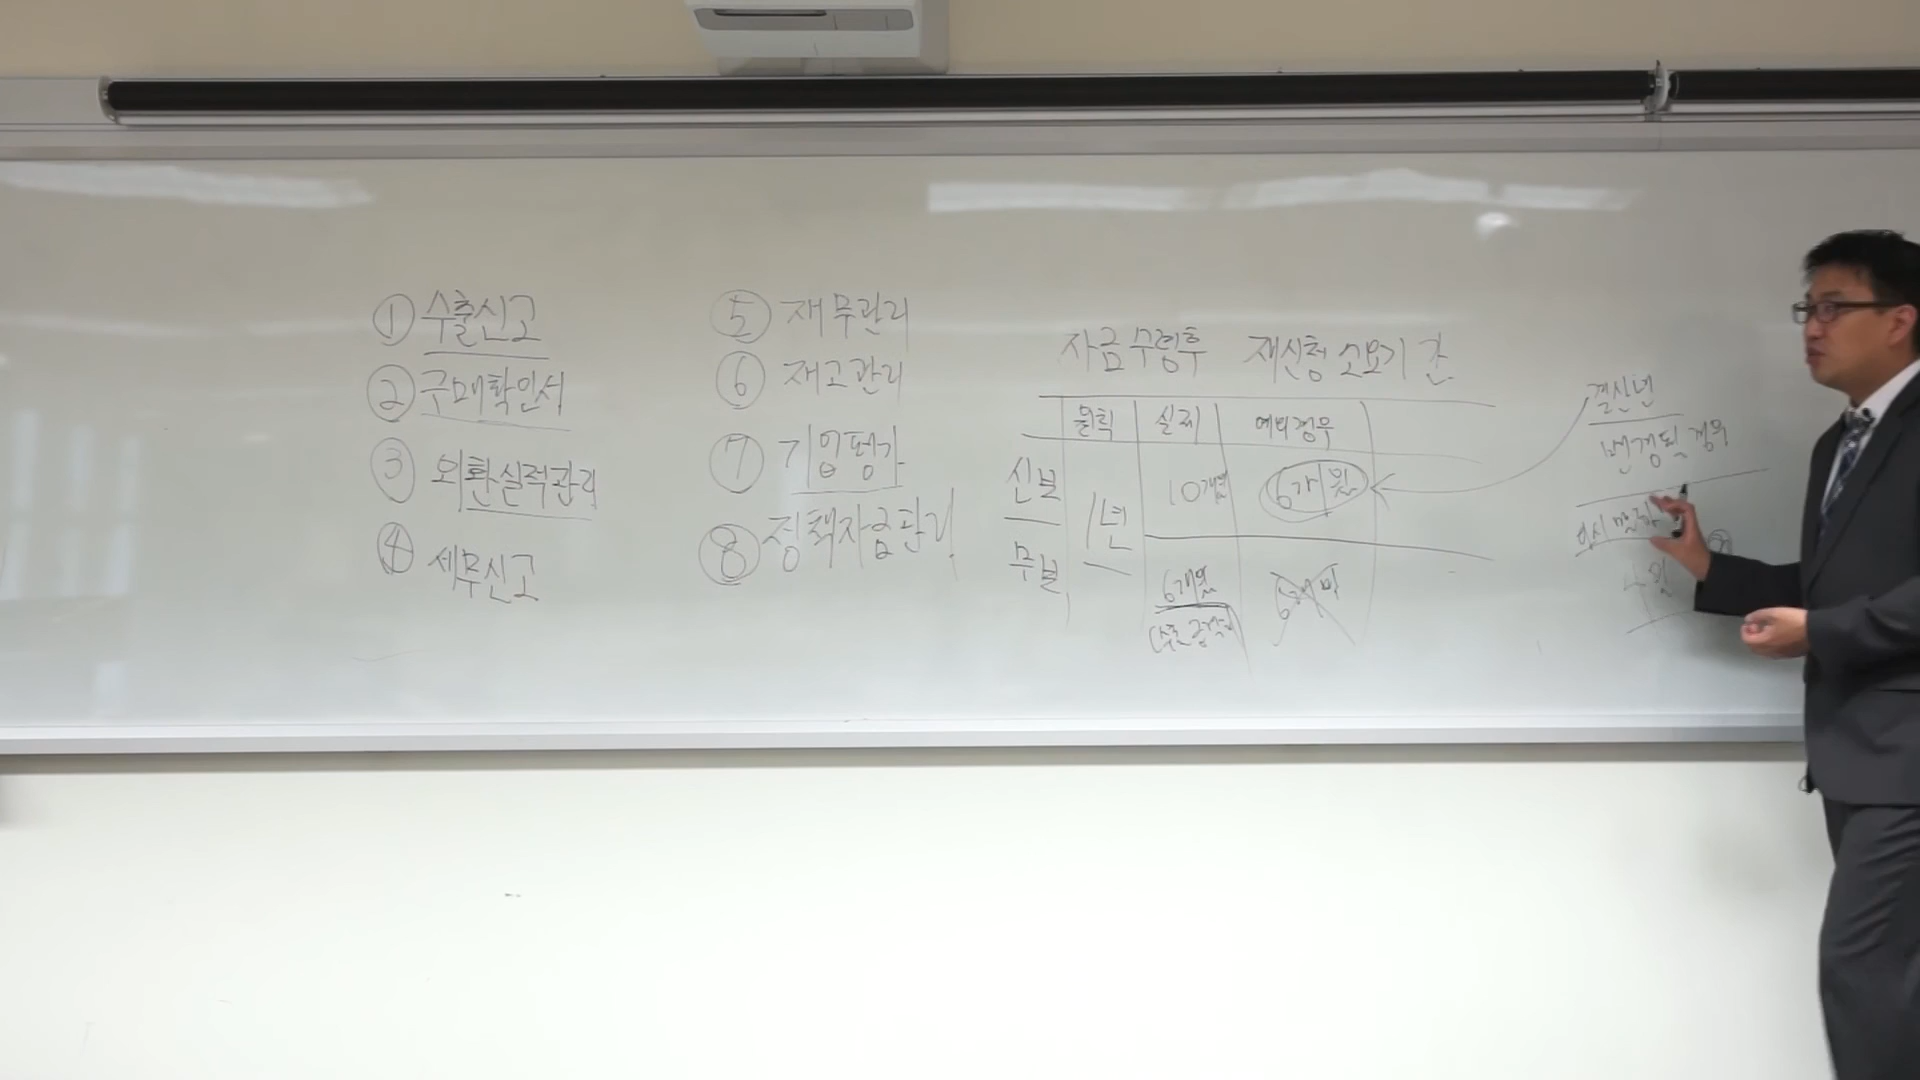 ① 수출신고
② 구매확인서
③ 외환실적관리
④ 세무신고
⑤ 재무관리
⑥ 재고관리
⑦ 기업평가
⑧ 정책자금관리
자금수령후 재신청 소요기간
원칙 실제 예외경우
신보 1년 10개월 6개월
무보 6개월
결산년
변경된 경우
4월